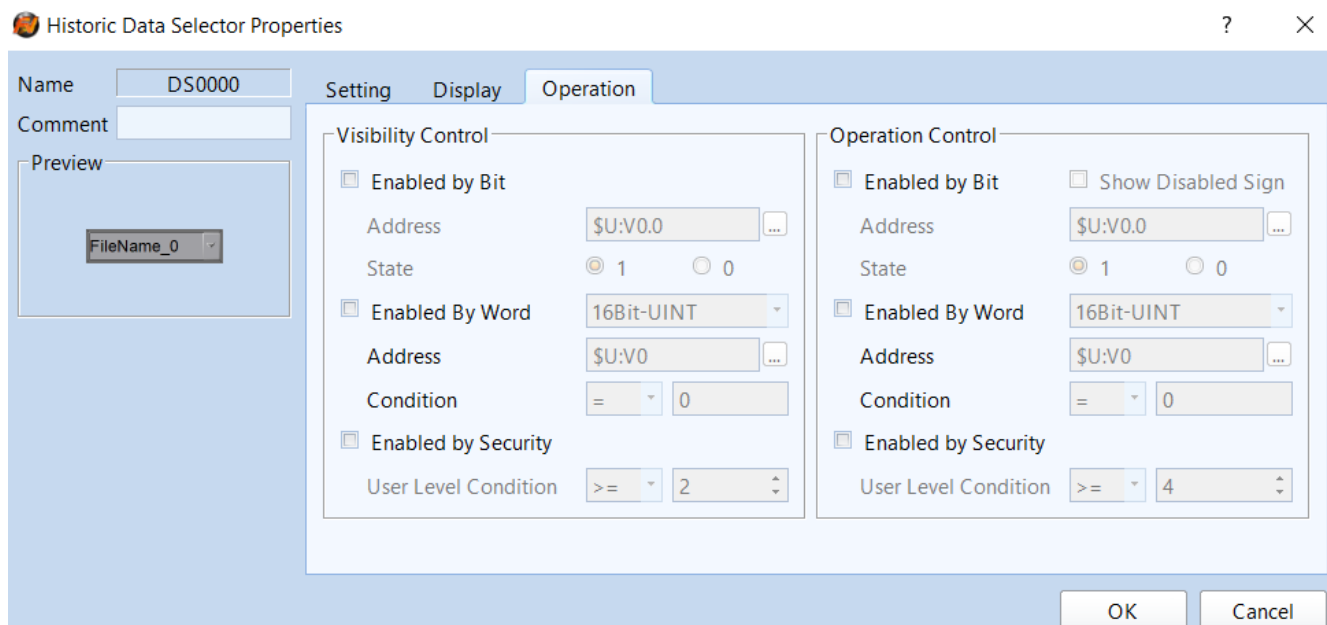 Historic Data Selector Properties
?
Name DS0000
Comment
Preview
FileName_0
Setting Display Operation
Visibility Control
Enabled by Bit
Address $U:V0.0 ...
State 1 0
Enabled By Word 16Bit-UINT
Address $U:V0 ...
Condition = 0
Enabled by Security
User Level Condition >= 2
Operation Control
Enabled by Bit Show Disabled Sign
Address $U:V0.0 ...
State 1 0
Enabled By Word 16Bit-UINT
Address $U:V0 ...
Condition = 0
Enabled by Security
User Level Condition >= 4
OK Cancel